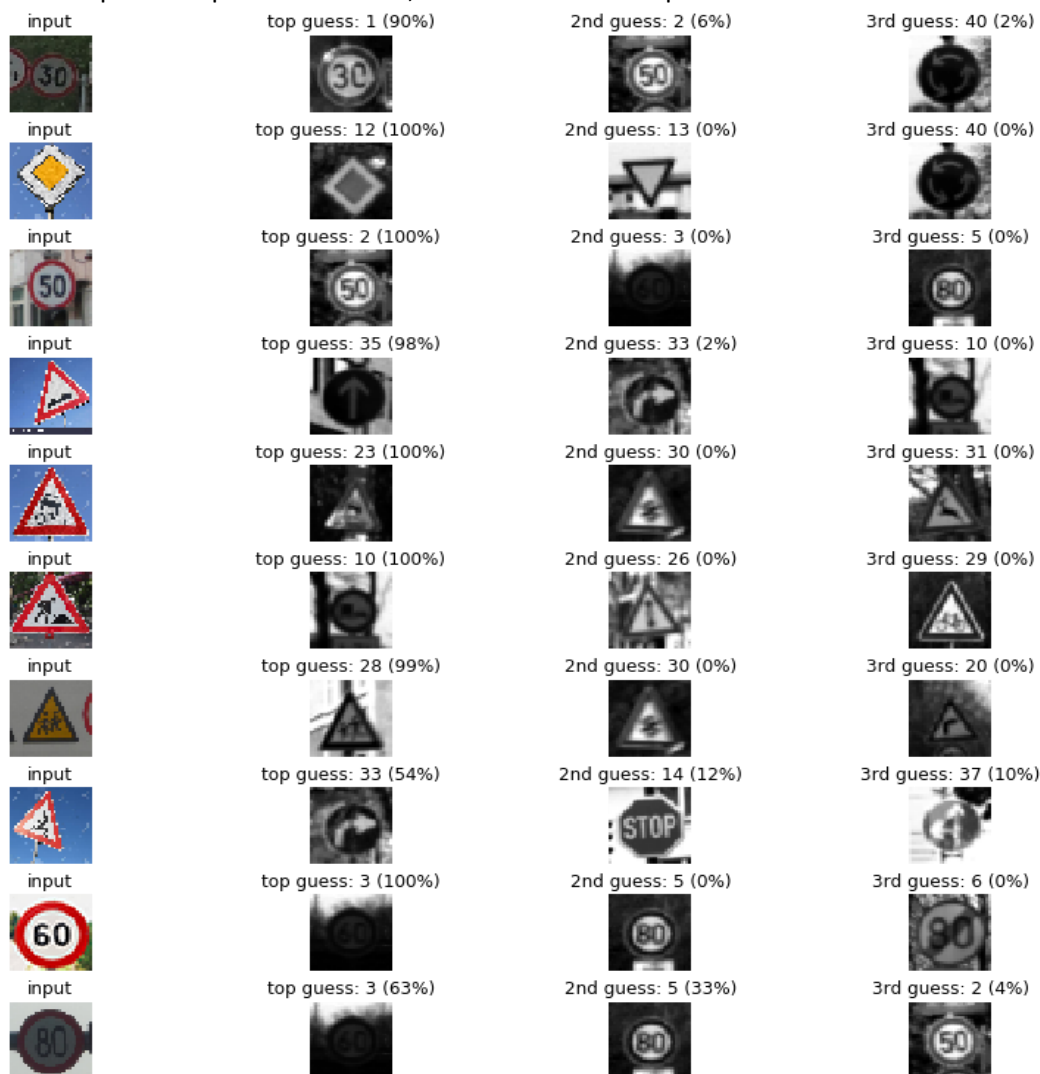 input top guess: 1 (90%) 2nd guess: 2 (6%) 3rd guess: 40 (2%)
30 30 50
input top guess: 12 (100%) 2nd guess: 13 (0%) 3rd guess: 40 (0%)
input top guess: 2 (100%) 2nd guess: 3 (0%) 3rd guess: 5 (0%)
50 50 60 80
input top guess: 35 (98%) 2nd guess: 33 (2%) 3rd guess: 10 (0%)
input top guess: 23 (100%) 2nd guess: 30 (0%) 3rd guess: 31 (0%)
input top guess: 10 (100%) 2nd guess: 26 (0%) 3rd guess: 29 (0%)
input top guess: 28 (99%) 2nd guess: 30 (0%) 3rd guess: 20 (0%)
input top guess: 33 (54%) 2nd guess: 14 (12%) 3rd guess: 37 (10%)
STOP
input top guess: 3 (100%) 2nd guess: 5 (0%) 3rd guess: 6 (0%)
60 60 80 80
input top guess: 3 (63%) 2nd guess: 5 (33%) 3rd guess: 2 (4%)
80 60 80 50